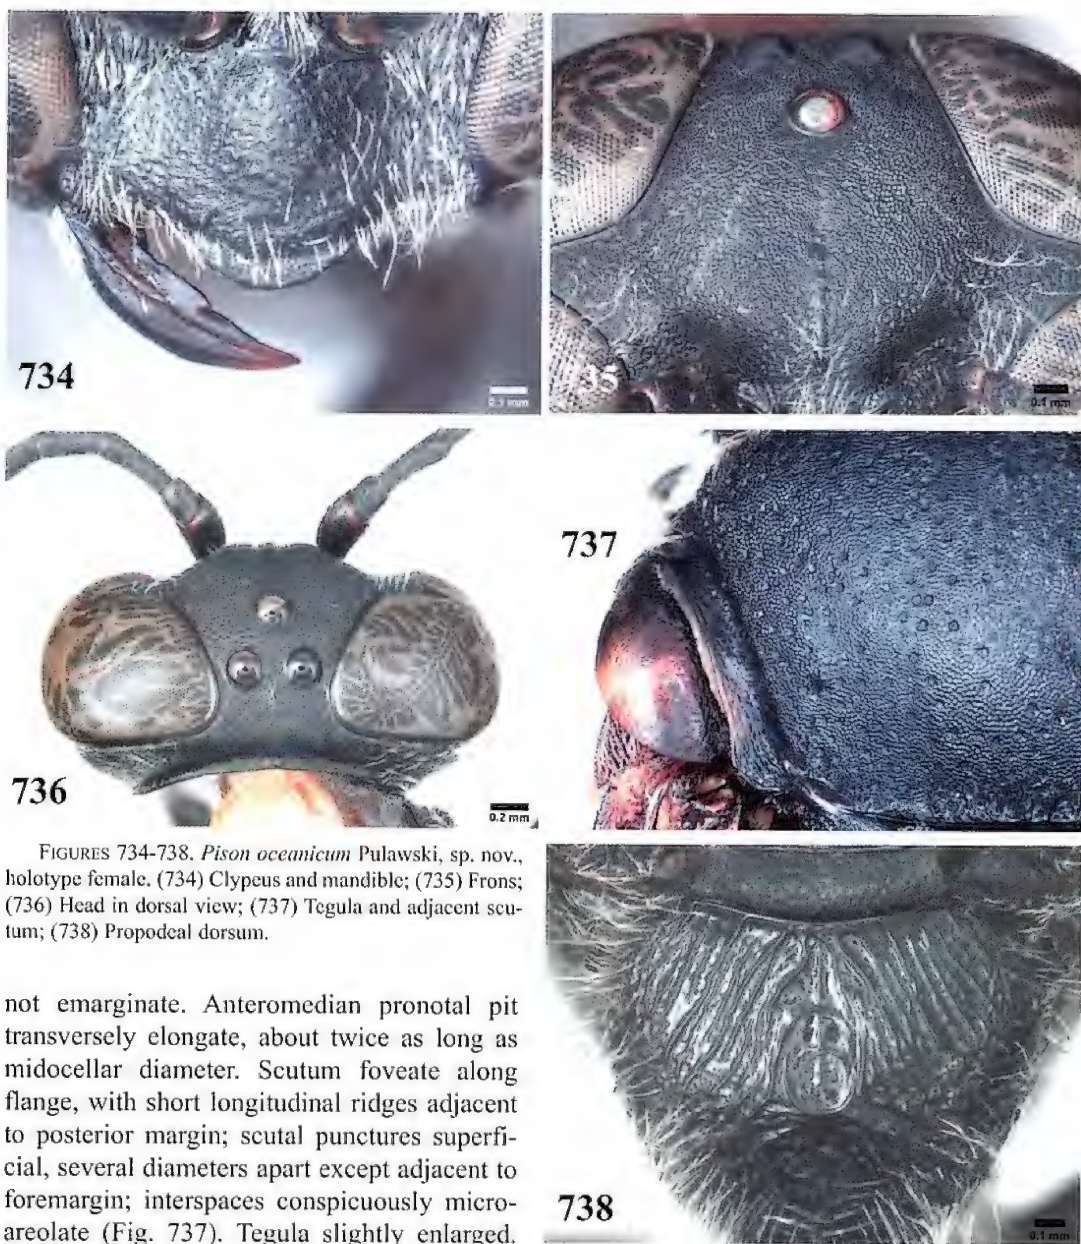 734
0.1 mm
736
0.2 mm
737
FIGURES 734-738. Pison oceanicum Pulawski, sp. nov.,
holotype female. (734) Clypeus and mandible; (735) Frons;
(736) Head in dorsal view; (737) Tegula and adjacent scu-
tum; (738) Propodeal dorsum.
not emarginate. Anteromedian pronotal pit
transversely elongate, about twice as long as
midocellar diameter. Scutum foveate along
flange, with short longitudinal ridges adjacent
to posterior margin; scutal punctures superfi-
cial, several diameters apart except adjacent to
foremargin; interspaces conspicuously micro-
areolate (Fig. 737). Tegula slightly enlarged.
738
0.1 mm